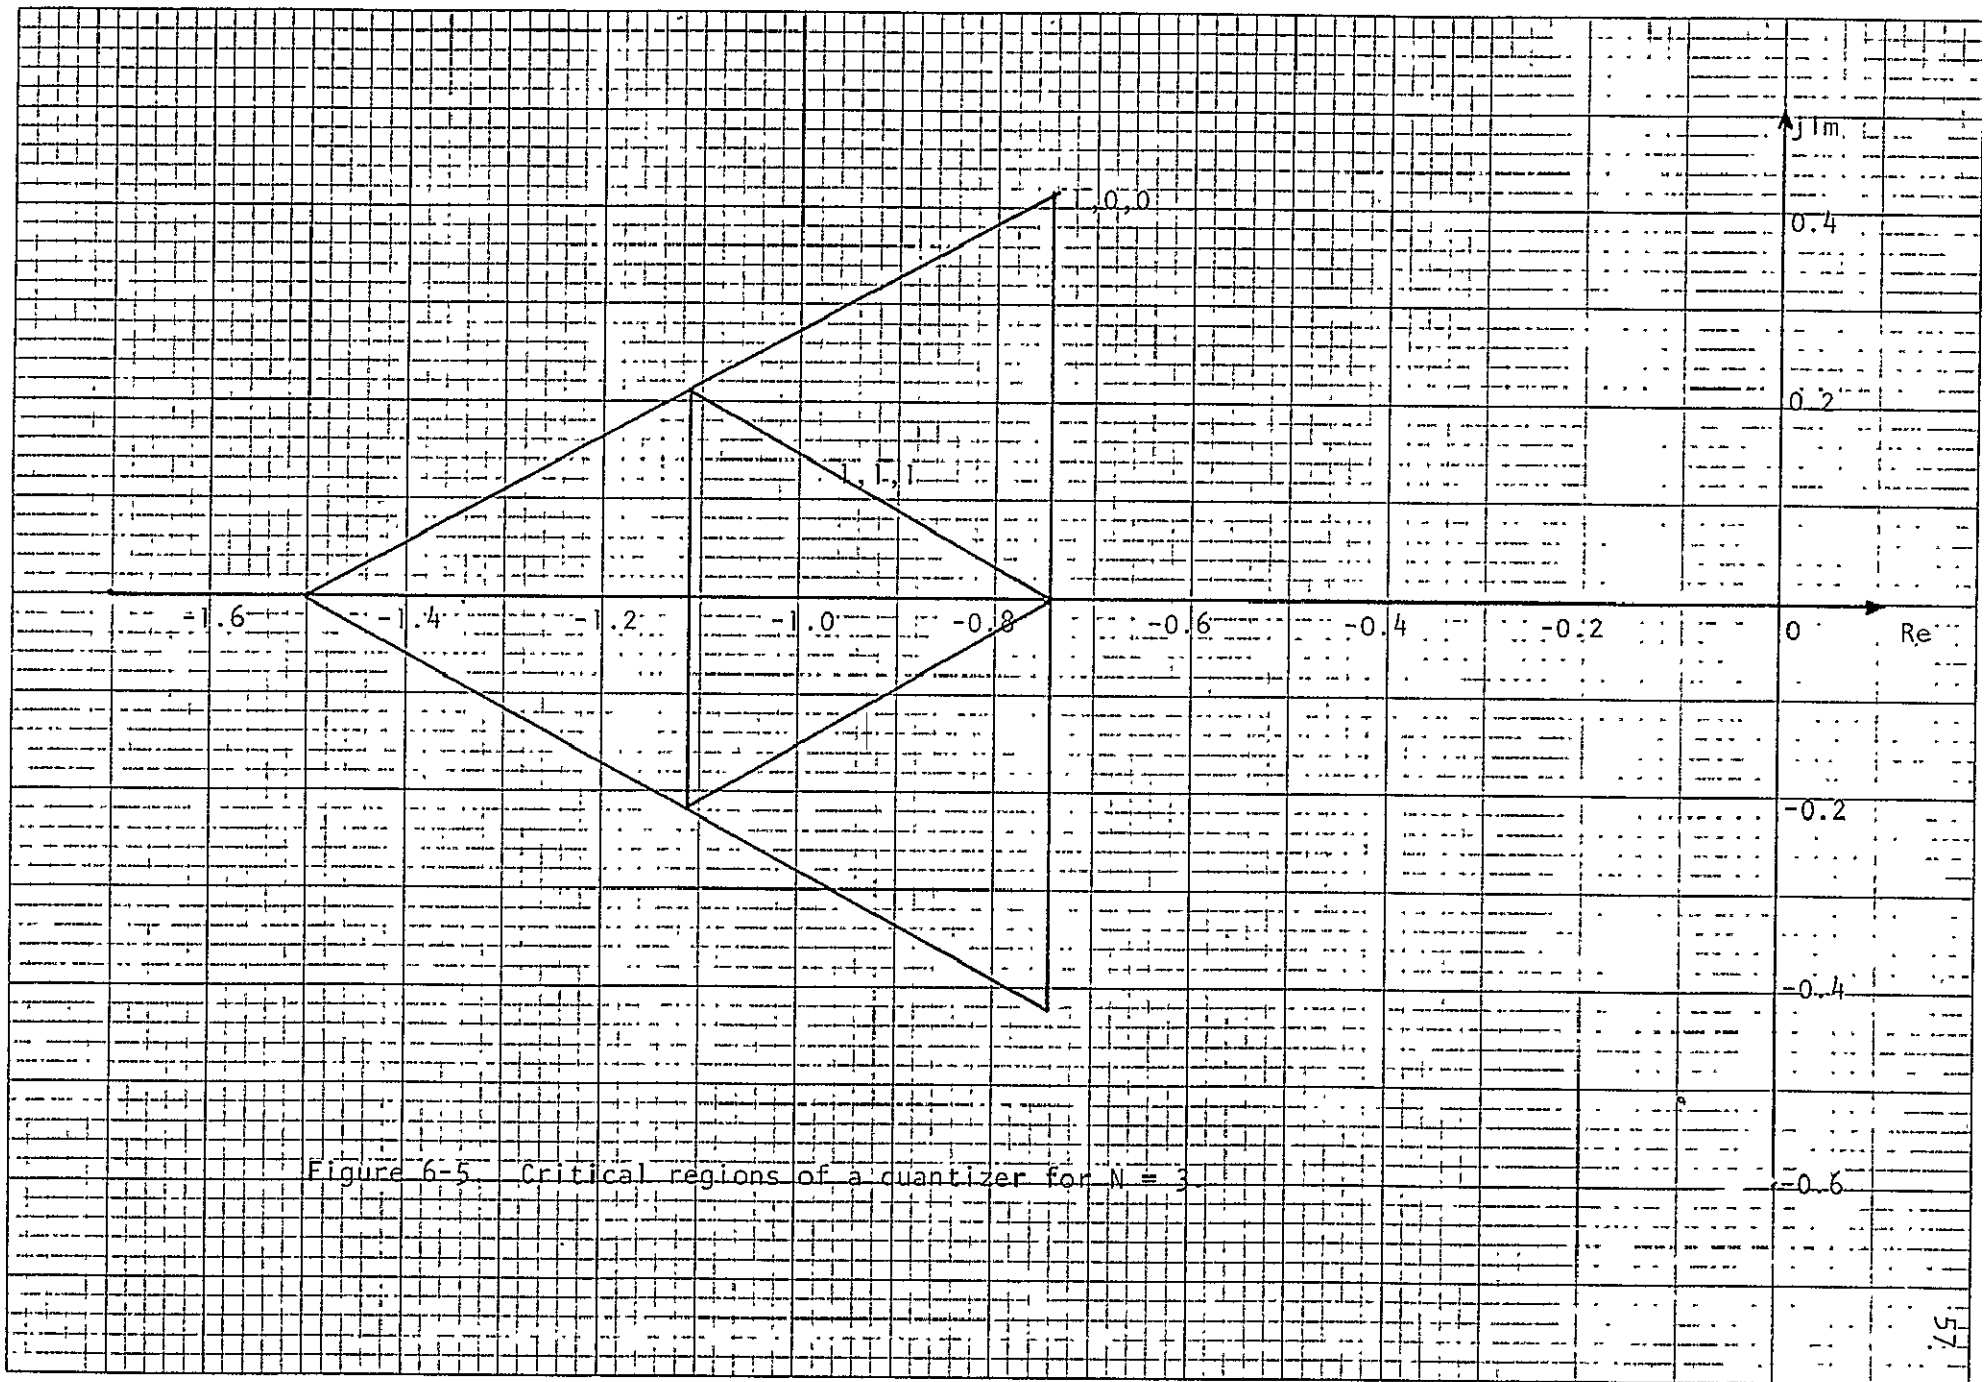 jIm
1,0,0
0.4
0.2
1,1,1
-1.6 -1.4 -1.2 -1.0 -0.8 -0.6 -0.4 -0.2 0 Re
-0.2
-0.4
Figure 6-5. Critical regions of a quantizer for N = 3.
-0.6
57.